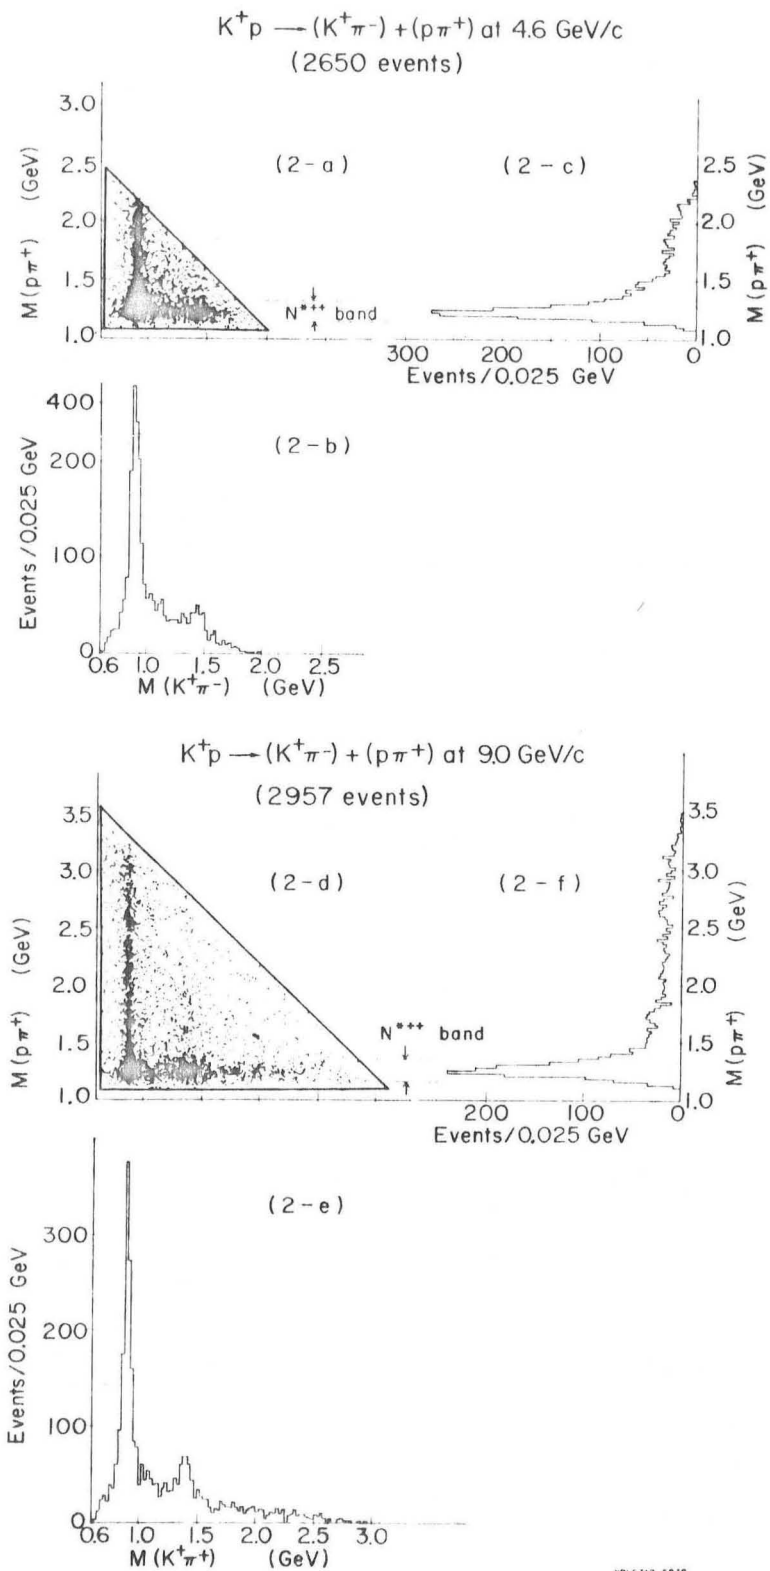 K⁺p → (K⁺π⁻) + (pπ⁺) at 4.6 GeV/c
(2650 events)
3.0
2.5
2.0
1.5
1.0
M (pπ⁺) (GeV)
(2-a)
N*⁺⁺ band
(2-c)
2.5
2.0
1.5
1.0
M (pπ⁺) (GeV)
300 200 100 0
Events/0.025 GeV
400
200
100
0
Events/0.025 GeV
(2-b)
0.6 1.0 1.5 2.0 2.5
M (K⁺π⁻) (GeV)
K⁺p → (K⁺π⁻) + (pπ⁺) at 9.0 GeV/c
(2957 events)
3.5
3.0
2.5
2.0
1.5
1.0
M (pπ⁺) (GeV)
(2-d)
N*⁺⁺ band
(2-f)
3.5
3.0
2.5
2.0
1.5
1.0
M (pπ⁺) (GeV)
200 100 0
Events/0.025 GeV
300
200
100
0
Events/0.025 GeV
(2-e)
0.6 1.0 1.5 2.0 2.5 3.0
M (K⁺π⁺) (GeV)